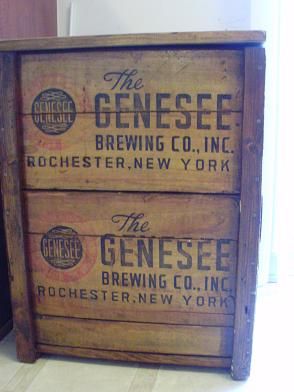 The
GENESEE
GENESEE
BREWING CO., INC.
ROCHESTER, NEW YORK
The
GENESEE
GENESEE
BREWING CO., INC.
ROCHESTER, NEW YORK